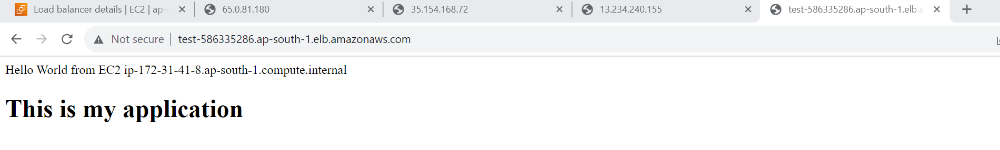 Load balancer details | EC2 | ap-s
65.0.81.180
35.154.168.72
13.234.240.155
test-586335286.ap-south-1.elb.a
Not secure | test-586335286.ap-south-1.elb.amazonaws.com
Hello World from EC2 ip-172-31-41-8.ap-south-1.compute.internal
This is my application